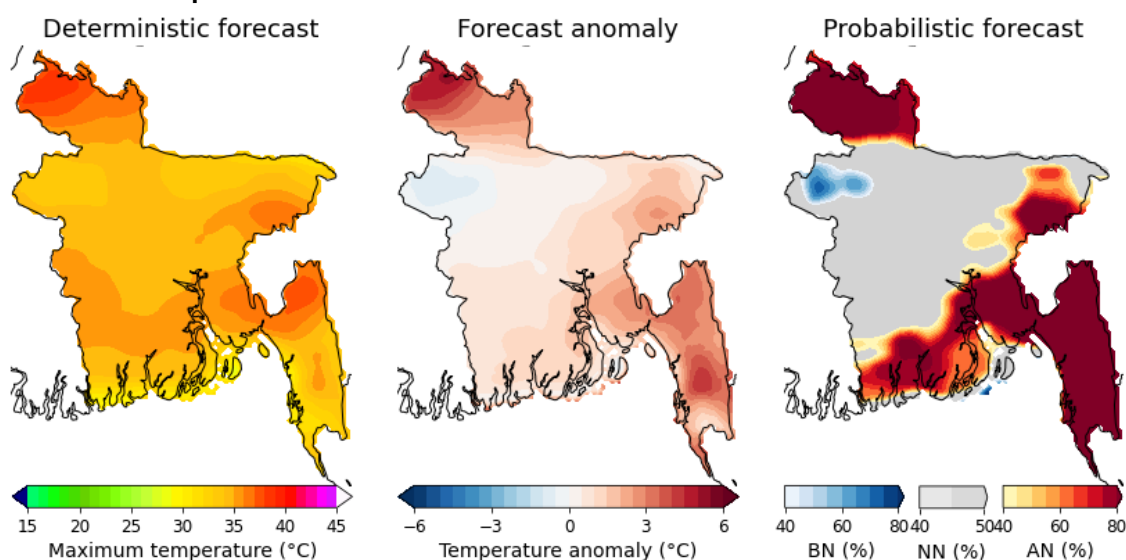 Deterministic forecast
Forecast anomaly
Probabilistic forecast
15 20 25 30 35 40 45
Maximum temperature (°C)
−6 −3 0 3 6
Temperature anomaly (°C)
40 60 80
BN (%)
40 50
NN (%)
40 60 80
AN (%)